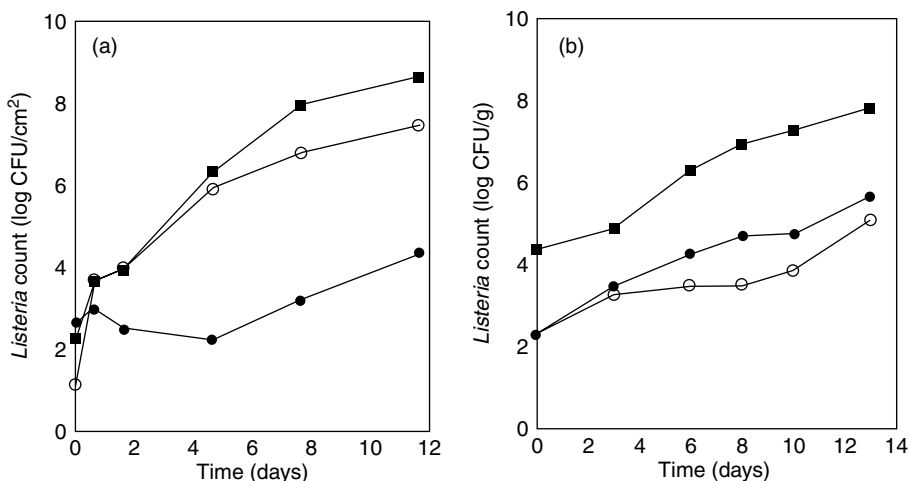 (a)
Listeria count (log CFU/cm²)
10
8
6
4
2
0
0 2 4 6 8 10 12
Time (days)
(b)
Listeria count (log CFU/g)
10
8
6
4
2
0
0 2 4 6 8 10 12 14
Time (days)